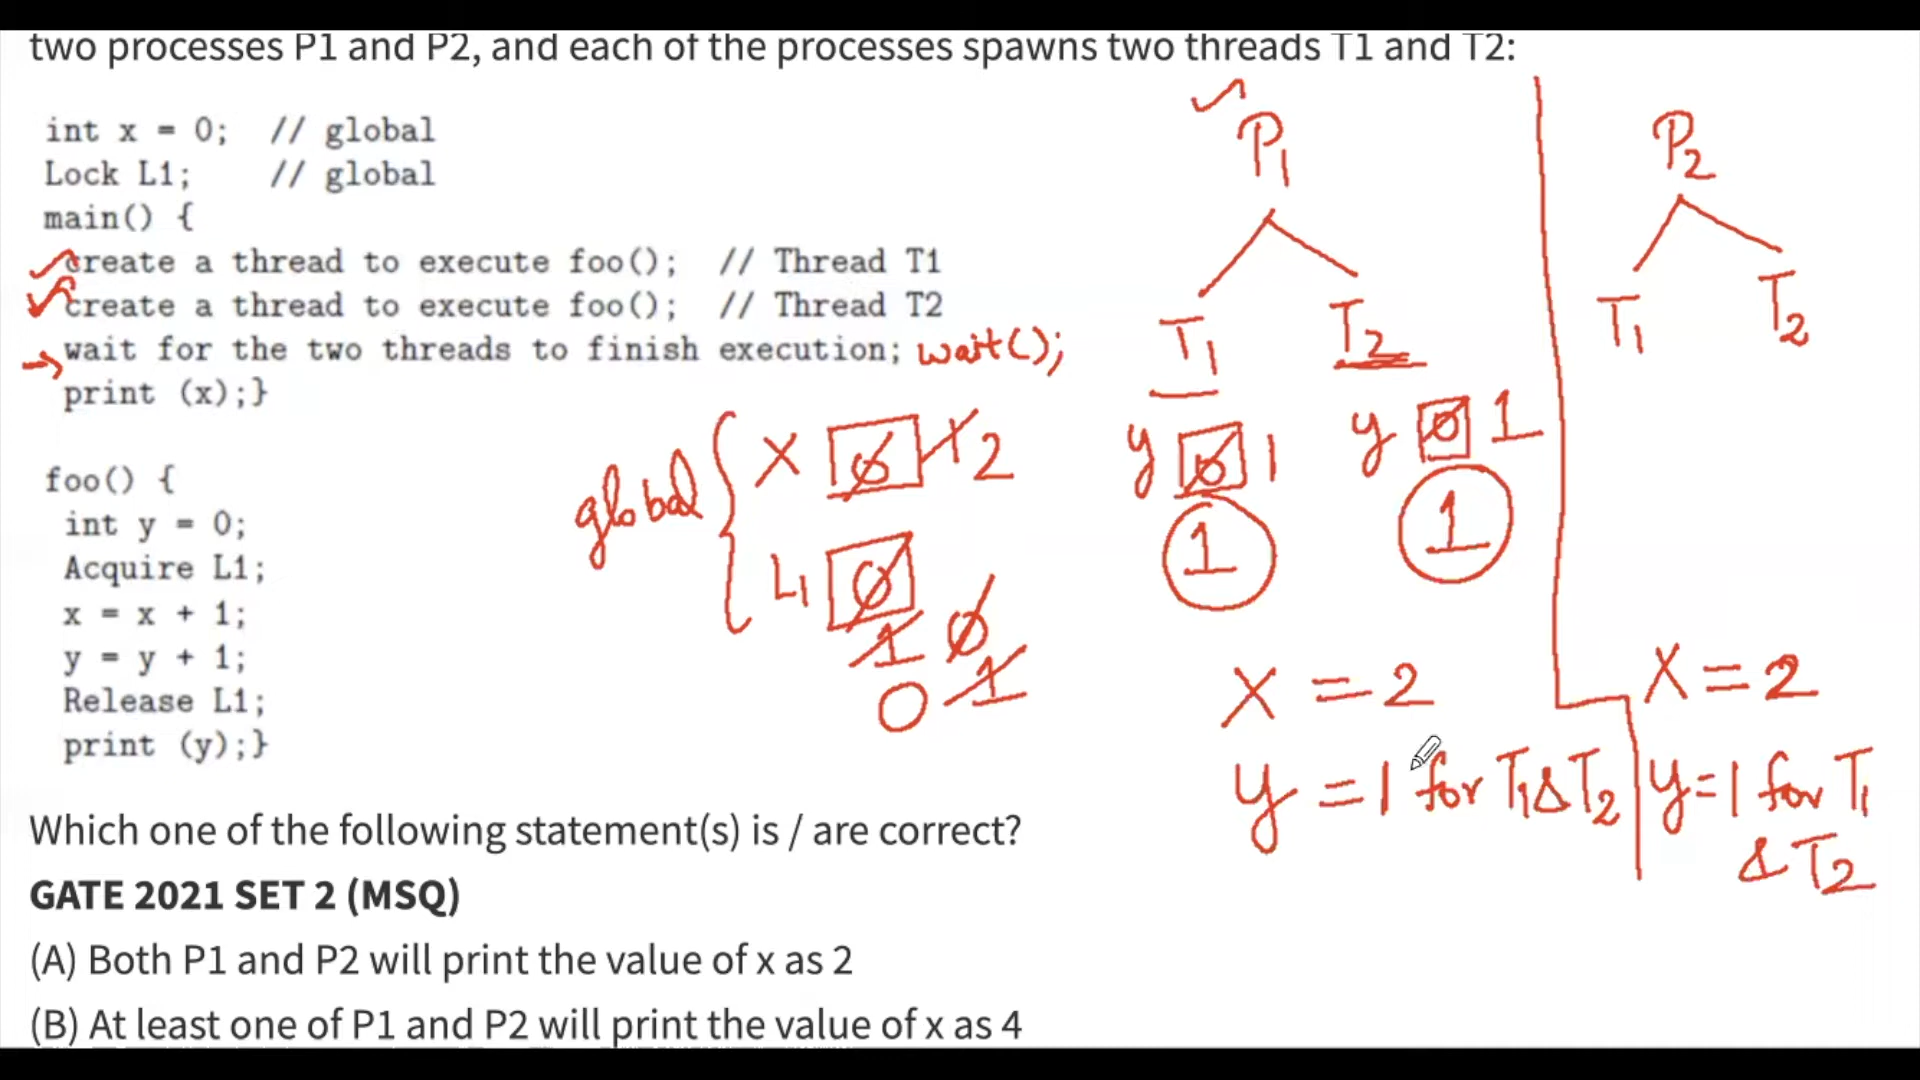 two processes P1 and P2, and each of the processes spawns two threads T1 and T2:
int x = 0; // global
Lock L1; // global
main() {
create a thread to execute foo(); // Thread T1
create a thread to execute foo(); // Thread T2
wait for the two threads to finish execution; wait();
print (x);}
foo() {
int y = 0;
Acquire L1;
x = x + 1;
y = y + 1;
Release L1;
print (y);}
global
x 0 1 2
L1 0
1 0
0 1
P1
T1 T2
y 0 1 y 0 1
1 1
x = 2
y = 1 for T1 & T2
P2
T1 T2
x = 2
y = 1 for T1
& T2
Which one of the following statement(s) is / are correct?
GATE 2021 SET 2 (MSQ)
(A) Both P1 and P2 will print the value of x as 2
(B) At least one of P1 and P2 will print the value of x as 4